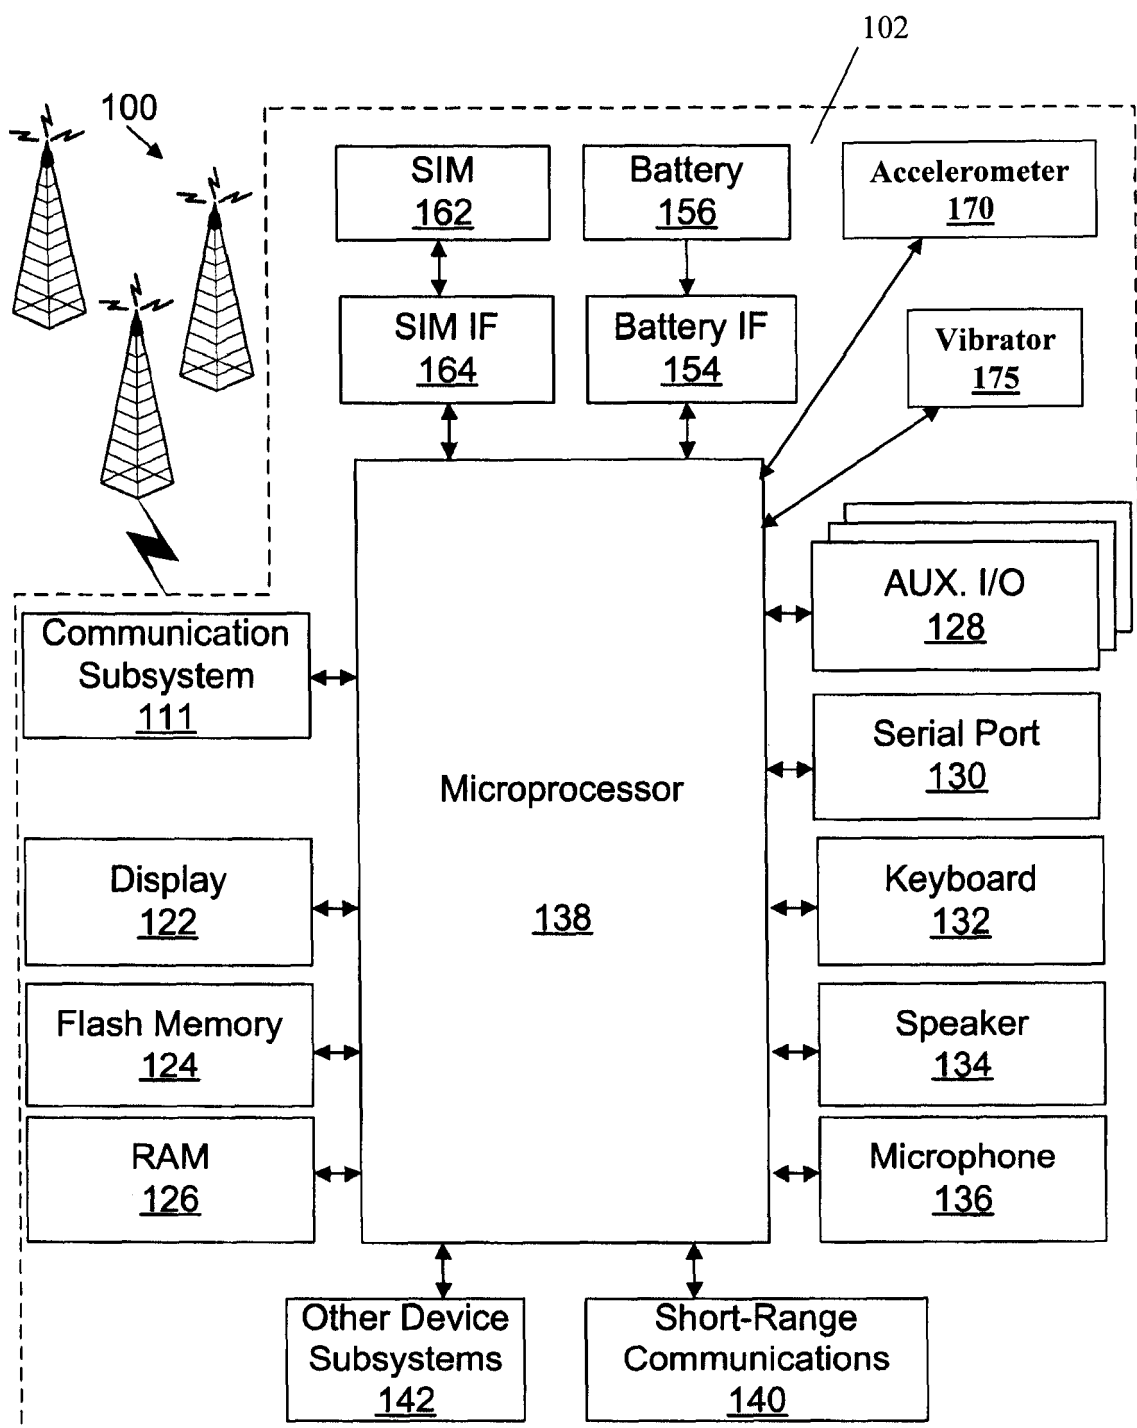 102
100
SIM
162
Battery
156
Accelerometer
170
SIM IF
164
Battery IF
154
Vibrator
175
AUX. I/O
128
Communication
Subsystem
111
Serial Port
130
Microprocessor
138
Display
122
Keyboard
132
Flash Memory
124
Speaker
134
RAM
126
Microphone
136
Other Device
Subsystems
142
Short-Range
Communications
140